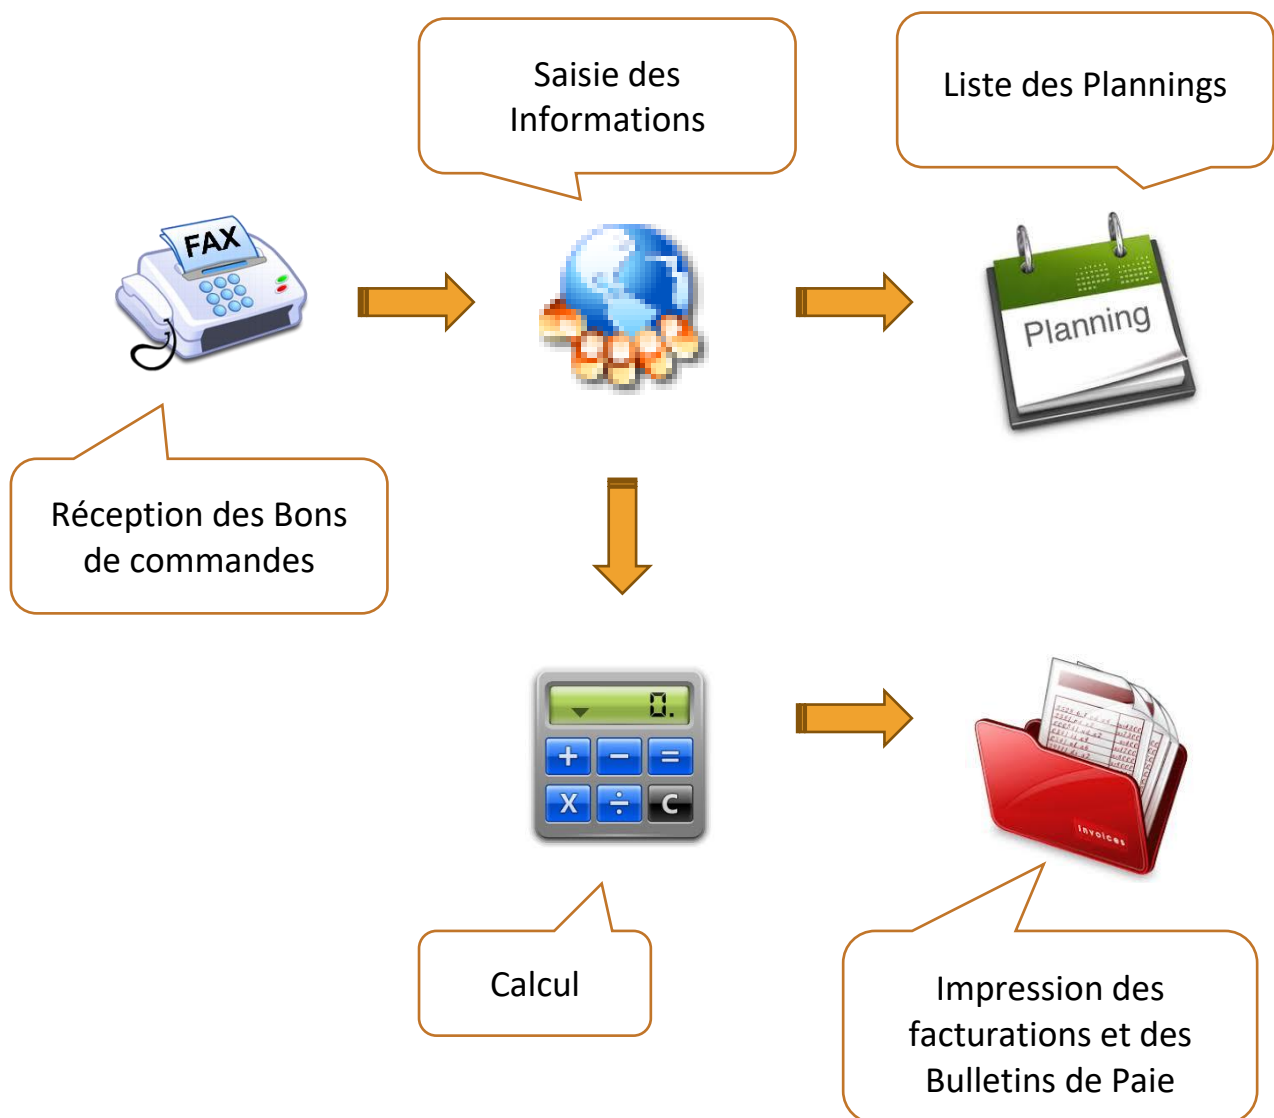 Saisie des
Informations
Liste des Plannings
FAX
Planning
Réception des Bons
de commandes
0.
+ − =
X ÷ C
Invoices
Calcul
Impression des
facturations et des
Bulletins de Paie